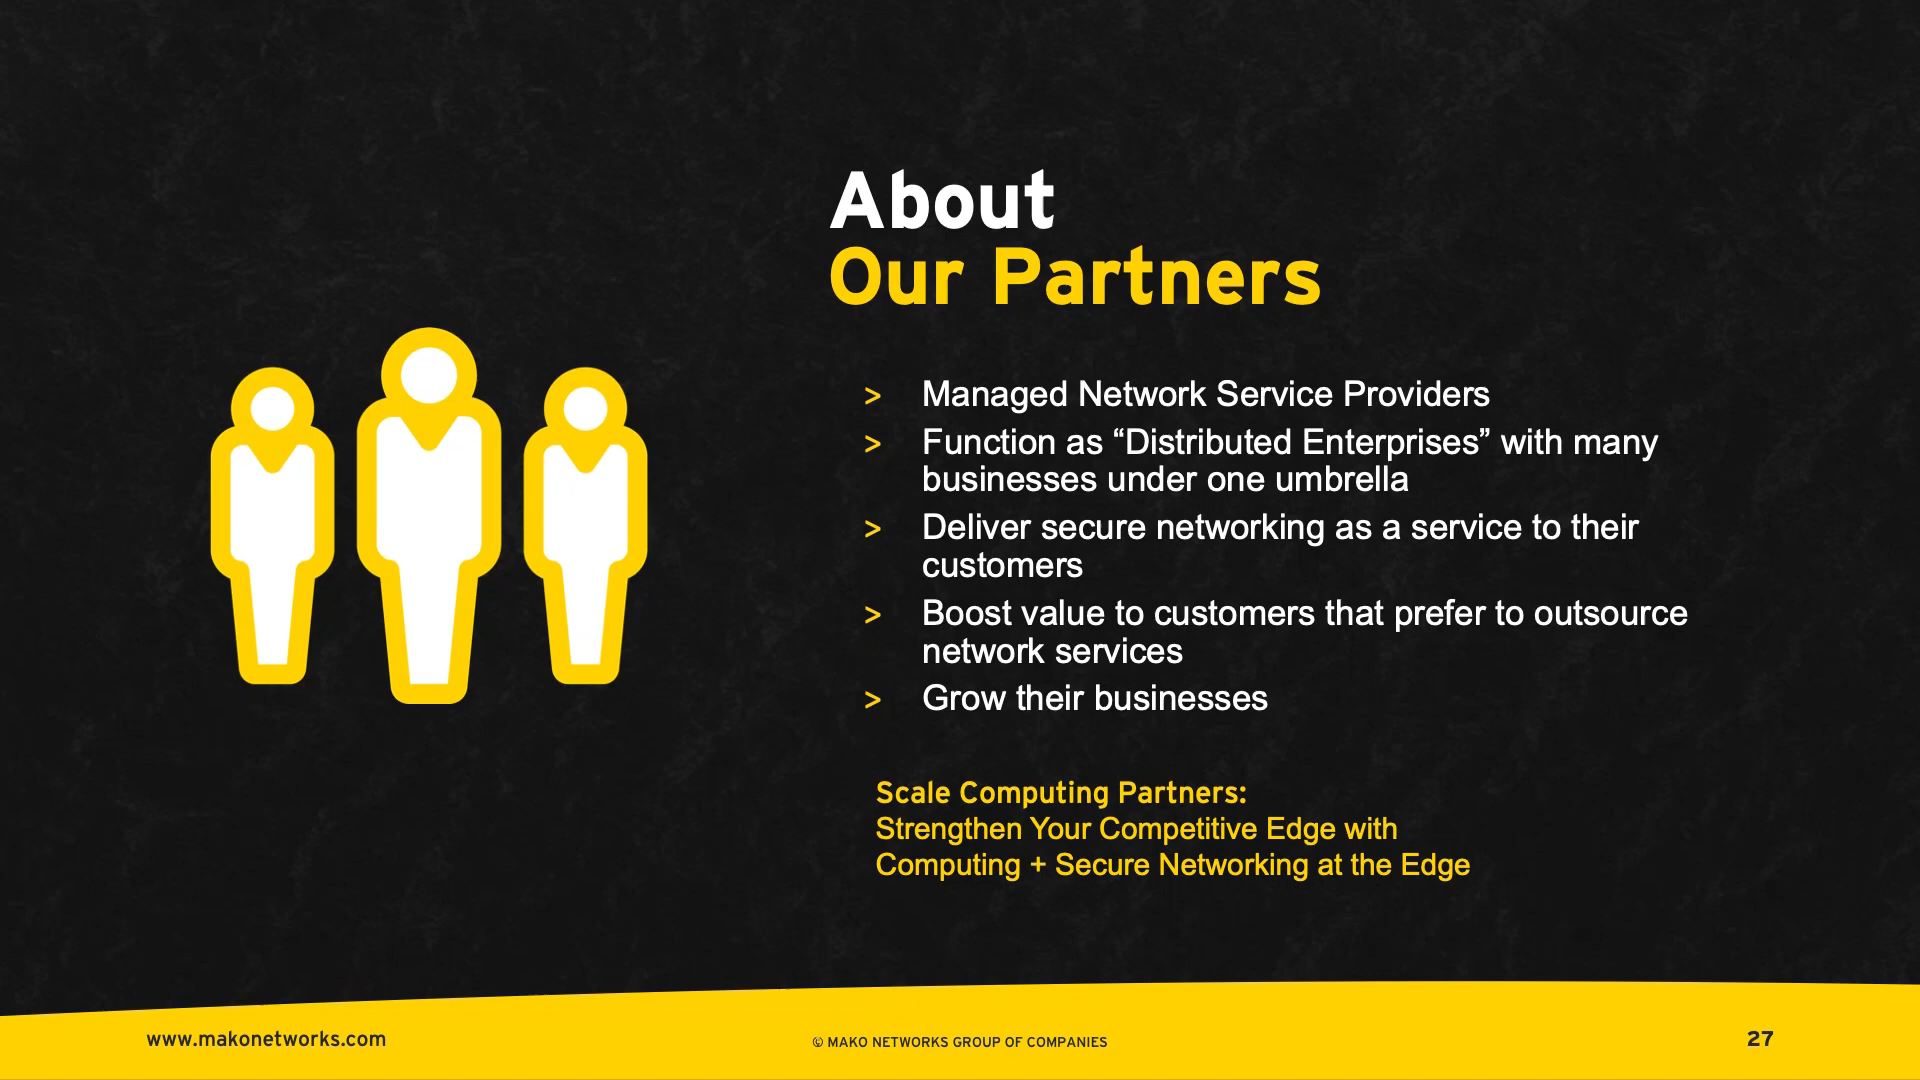 About
Our Partners
> Managed Network Service Providers
> Function as “Distributed Enterprises” with many
businesses under one umbrella
> Deliver secure networking as a service to their
customers
> Boost value to customers that prefer to outsource
network services
> Grow their businesses
Scale Computing Partners:
Strengthen Your Competitive Edge with
Computing + Secure Networking at the Edge
www.makonetworks.com
© MAKO NETWORKS GROUP OF COMPANIES
27